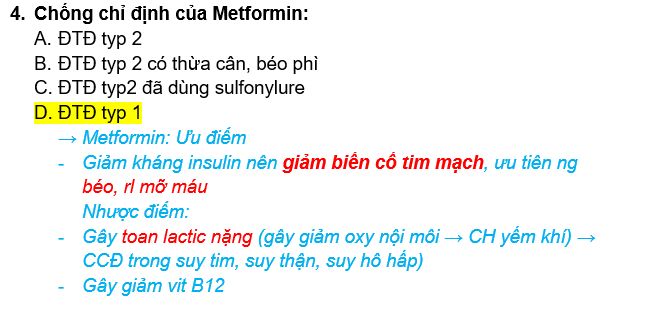 4. Chống chỉ định của Metformin:
A. ĐTĐ typ 2
B. ĐTĐ typ 2 có thừa cân, béo phì
C. ĐTĐ typ2 đã dùng sulfonylure
D. ĐTĐ typ 1
→ Metformin: Ưu điểm
- Giảm kháng insulin nên giảm biến cố tim mạch, ưu tiên ng
béo, rl mỡ máu
Nhược điểm:
- Gây toan lactic nặng (gây giảm oxy nội môi → CH yếm khí) →
CCĐ trong suy tim, suy thận, suy hô hấp)
- Gây giảm vit B12